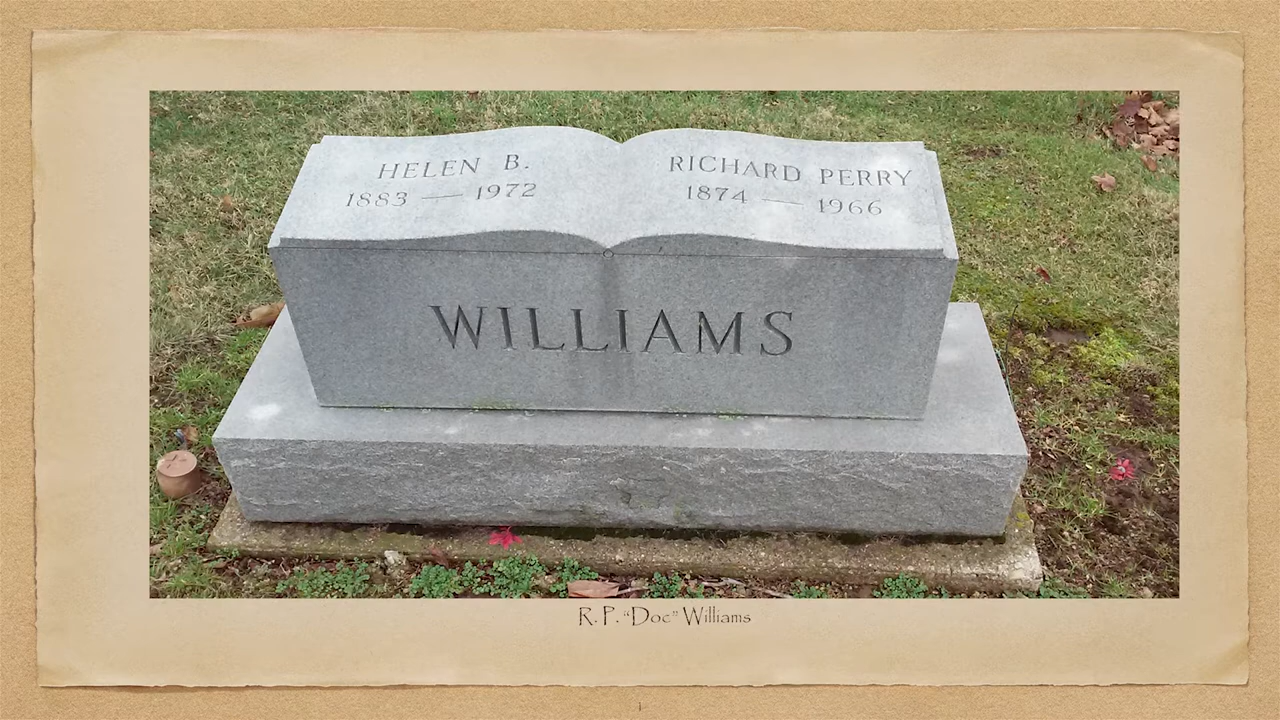 HELEN B.
1883 — 1972
RICHARD PERRY
1874 — 1966
WILLIAMS
R. P. “Doc” Williams